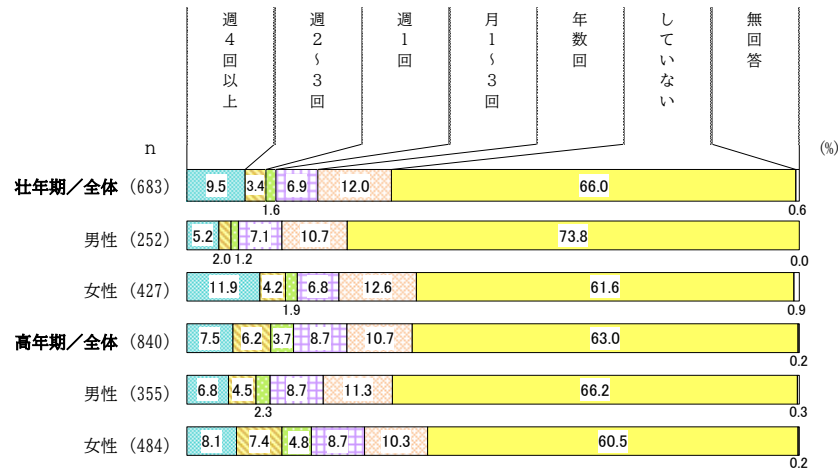 週4回以上
週2～3回
週1回
月1～3回
年数回
していない
無回答
n
(%)
壮年期／全体 (683) 9.5 3.4 1.6 6.9 12.0 66.0 0.6
男性 (252) 5.2 2.0 1.2 7.1 10.7 73.8 0.0
女性 (427) 11.9 4.2 1.9 6.8 12.6 61.6 0.9
高年期／全体 (840) 7.5 6.2 3.7 8.7 10.7 63.0 0.2
男性 (355) 6.8 4.5 2.3 8.7 11.3 66.2 0.3
女性 (484) 8.1 7.4 4.8 8.7 10.3 60.5 0.2